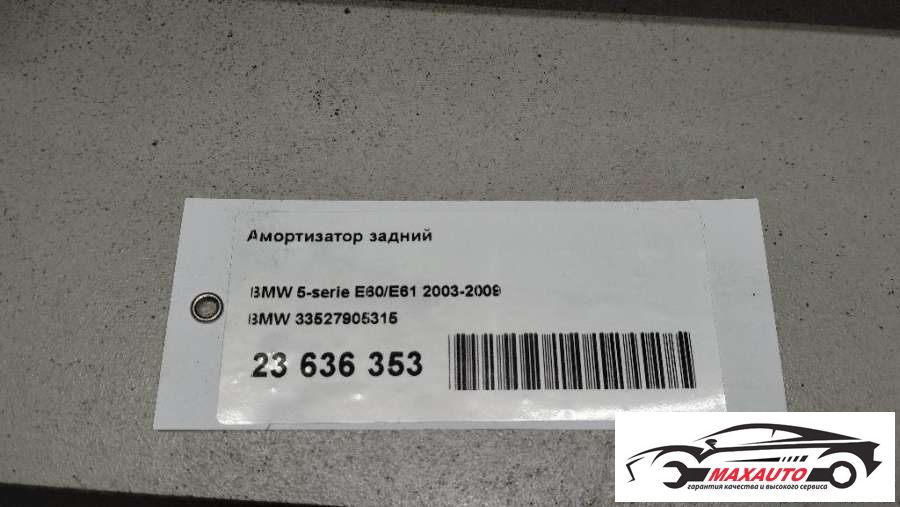 Амортизатор задний
BMW 5-serie E60/E61 2003-2009
BMW 33527905315
23 636 353
MAXAUTO
гарантия качества и высокого сервиса